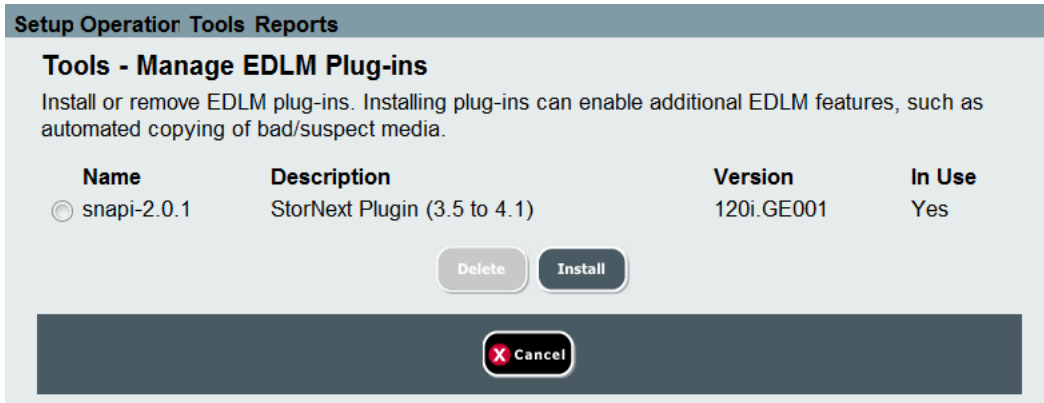 Setup Operation Tools Reports
Tools - Manage EDLM Plug-ins
Install or remove EDLM plug-ins. Installing plug-ins can enable additional EDLM features, such as
automated copying of bad/suspect media.
Name Description Version In Use
snapi-2.0.1 StorNext Plugin (3.5 to 4.1) 120i.GE001 Yes
Delete Install
X Cancel